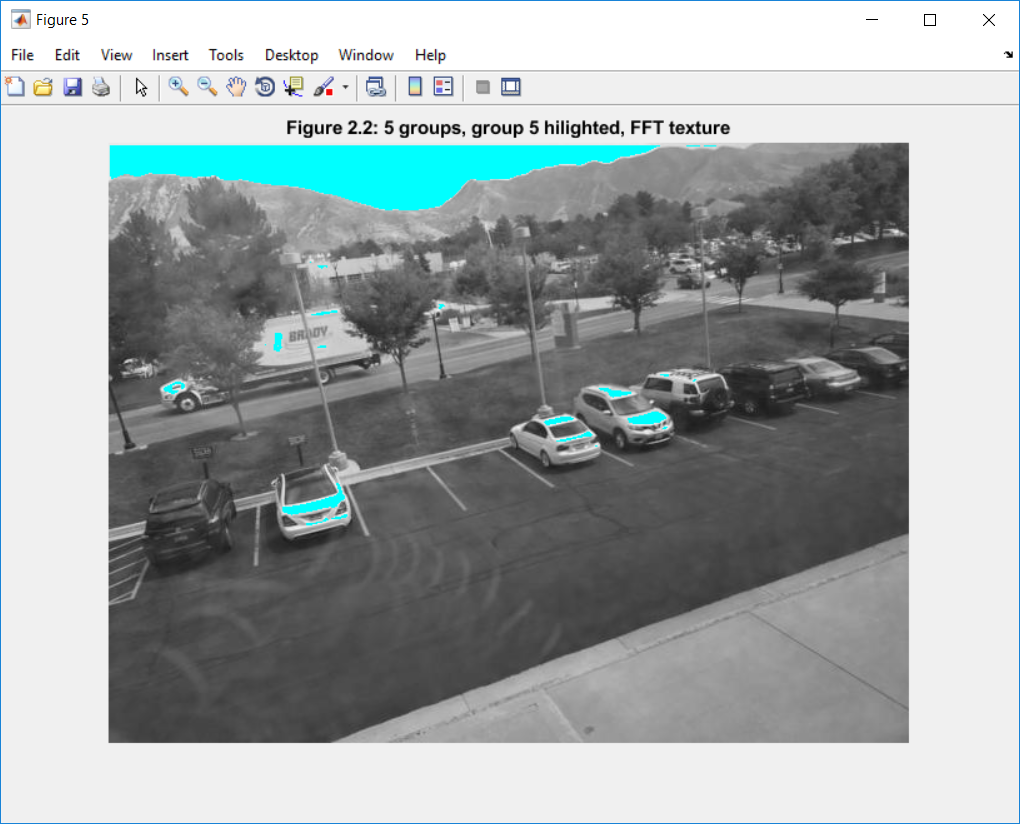 Figure 5
File Edit View Insert Tools Desktop Window Help
Figure 2.2: 5 groups, group 5 hilighted, FFT texture
BRADY